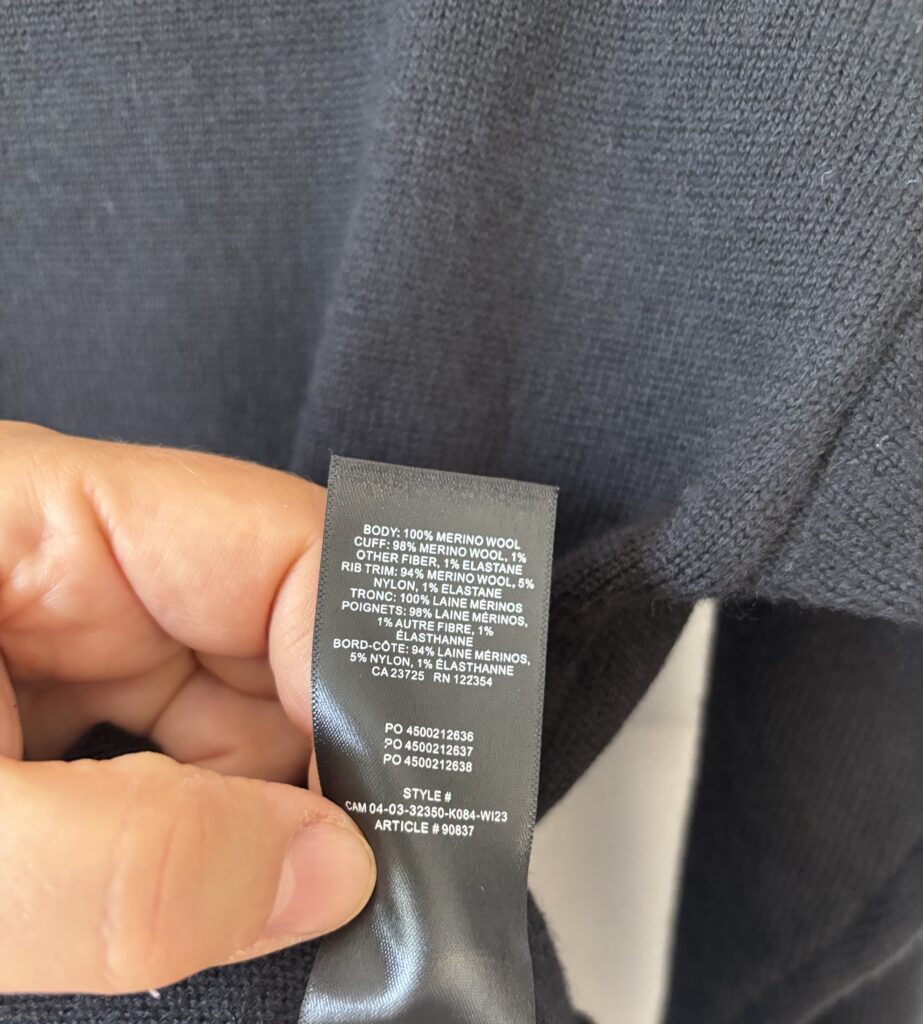 BODY: 100% MERINO WOOL
CUFF: 98% MERINO WOOL, 1%
OTHER FIBER, 1% ELASTANE
RIB TRIM: 94% MERINO WOOL, 5%
NYLON, 1% ELASTANE
TRONC: 100% LAINE MÉRINOS
POIGNETS: 98% LAINE MÉRINOS,
1% AUTRE FIBRE, 1%
ÉLASTHANNE
BORD-CÔTE: 94% LAINE MÉRINOS,
5% NYLON, 1% ÉLASTHANNE
CA 23725 RN 122354
PO 4500212636
PO 4500212637
PO 4500212638
STYLE #
CAM 04-03-32350-K084-WI23
ARTICLE # 90837